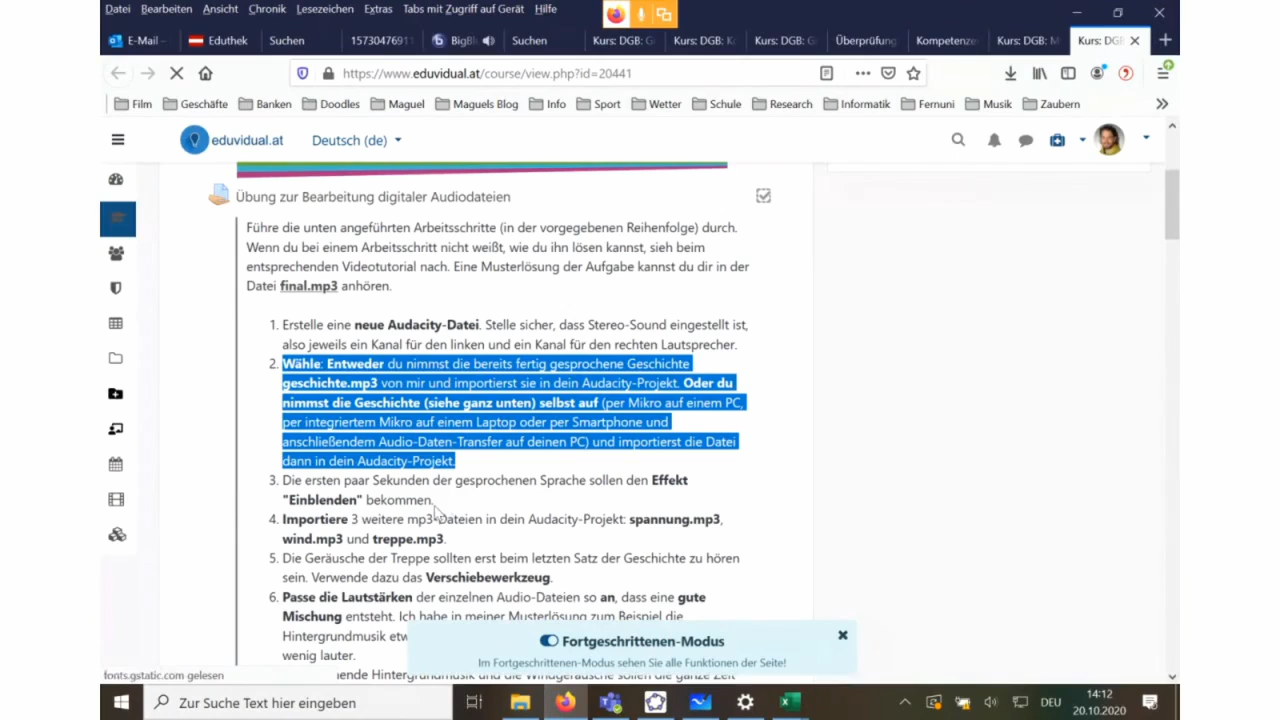 Datei Bearbeiten Ansicht Chronik Lesezeichen Extras Tabs mit Zugriff auf Gerät Hilfe
E-Mail – Eduthek Suchen 1573047691 BigBl Suchen Kurs: DGB: G Kurs: DGB: K Kurs: DGB: G Überprüfung Kompetenze Kurs: DGB: M Kurs: DGB
https://www.eduvidual.at/course/view.php?id=20441
Film Geschäfte Banken Doodles Maguel Maguels Blog Info Sport Wetter Schule Research Informatik Fernuni Musik Zaubern
eduvidual.at Deutsch (de)
Übung zur Bearbeitung digitaler Audiodateien
Führe die unten angeführten Arbeitsschritte (in der vorgegebenen Reihenfolge) durch.
Wenn du bei einem Arbeitsschritt nicht weißt, wie du ihn lösen kannst, sieh beim
entsprechenden Videotutorial nach. Eine Musterlösung der Aufgabe kannst du dir in der
Datei final.mp3 anhören.
1. Erstelle eine neue Audacity-Datei. Stelle sicher, dass Stereo-Sound eingestellt ist,
also jeweils ein Kanal für den linken und ein Kanal für den rechten Lautsprecher.
2. Wähle: Entweder du nimmst die bereits fertig gesprochene Geschichte
geschichte.mp3 von mir und importierst sie in dein Audacity-Projekt. Oder du
nimmst die Geschichte (siehe ganz unten) selbst auf (per Mikro auf einem PC,
per integriertem Mikro auf einem Laptop oder per Smartphone und
anschließendem Audio-Daten-Transfer auf deinen PC) und importierst die Datei
dann in dein Audacity-Projekt.
3. Die ersten paar Sekunden der gesprochenen Sprache sollen den Effekt
"Einblenden" bekommen.
4. Importiere 3 weitere mp3-Dateien in dein Audacity-Projekt: spannung.mp3,
wind.mp3 und treppe.mp3.
5. Die Geräusche der Treppe sollten erst beim letzten Satz der Geschichte zu hören
sein. Verwende dazu das Verschiebewerkzeug.
6. Passe die Lautstärken der einzelnen Audio-Dateien so an, dass eine gute
Mischung entsteht. Ich habe in meiner Musterlösung zum Beispiel die
Hintergrundmusik etw
wenig lauter.
Fortgeschrittenen-Modus
Im Fortgeschrittenen-Modus sehen Sie alle Funktionen der Seite!
fonts.gstatic.com gelesen
Zur Suche Text hier eingeben
DEU
14:12
20.10.2020